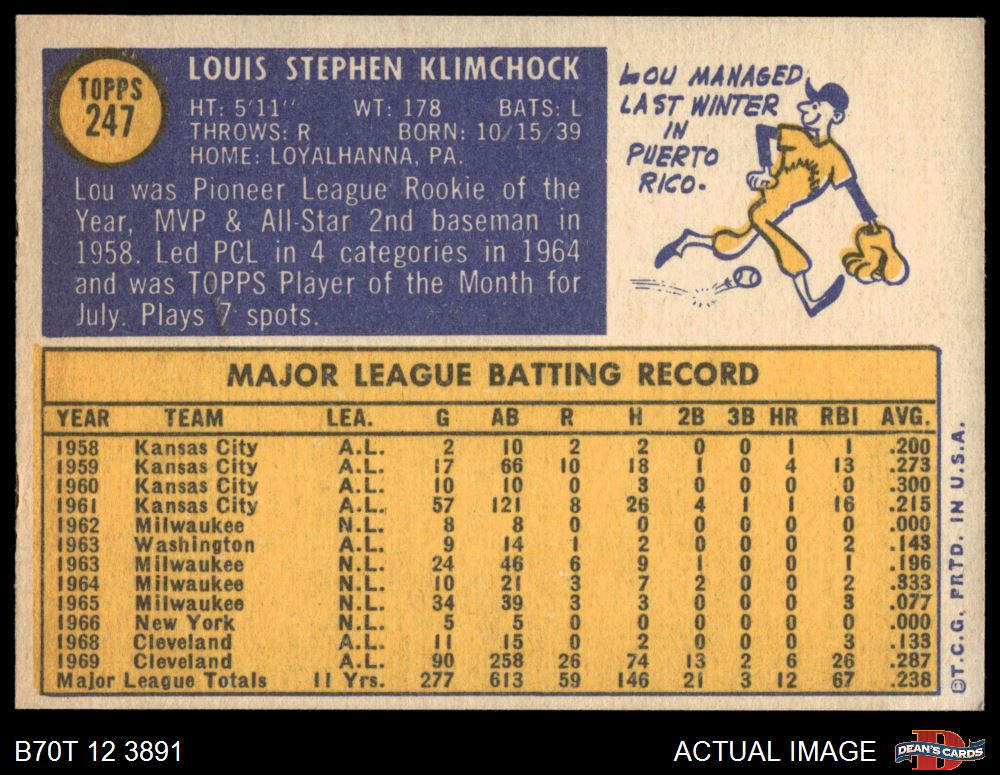 TOPPS
247
LOUIS STEPHEN KLIMCHOCK
HT: 5'11" WT: 178 BATS: L
THROWS: R BORN: 10/15/39
HOME: LOYALHANNA, PA.
Lou was Pioneer League Rookie of the
Year, MVP & All-Star 2nd baseman in
1958. Led PCL in 4 categories in 1964
and was TOPPS Player of the Month for
July. Plays 7 spots.
LOU MANAGED
LAST WINTER
IN
PUERTO
RICO.
MAJOR LEAGUE BATTING RECORD
YEAR TEAM LEA. G AB R H 2B 3B HR RBI AVG.
1958 Kansas City A.L. 2 10 2 2 0 0 1 1 .200
1959 Kansas City A.L. 17 66 10 18 1 0 4 13 .273
1960 Kansas City A.L. 10 10 0 3 0 0 0 0 .300
1961 Kansas City A.L. 57 121 8 26 4 1 1 16 .215
1962 Milwaukee N.L. 8 8 0 0 0 0 0 0 .000
1963 Washington A.L. 9 14 1 2 0 0 0 2 .143
1963 Milwaukee N.L. 24 46 6 9 1 0 0 1 .196
1964 Milwaukee N.L. 10 21 3 7 2 0 0 2 .333
1965 Milwaukee N.L. 34 39 3 3 0 0 0 3 .077
1966 New York N.L. 5 5 0 0 0 0 0 0 .000
1968 Cleveland A.L. 11 15 0 2 0 0 0 3 .133
1969 Cleveland A.L. 90 258 26 74 13 2 6 26 .287
Major League Totals 11 Yrs. 277 613 59 146 21 3 12 67 .238
©T.C.G. PRTD. IN U.S.A.
B70T 12 3891
ACTUAL IMAGE
D
DEAN'S CARDS